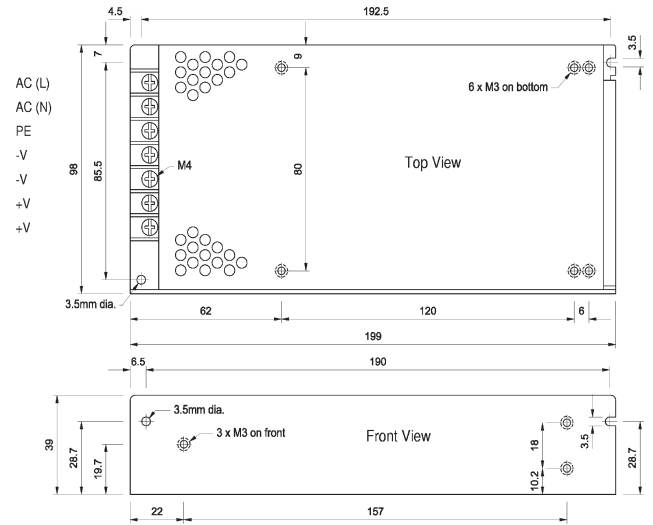 4.5
192.5
7
9
3.5
AC (L)
AC (N)
PE
-V
-V
+V
+V
6 x M3 on bottom
M4
Top View
98
85.5
80
3.5mm dia.
62
120
6
199
6.5
190
3.5mm dia.
3 x M3 on front
Front View
39
28.7
19.7
18
10.2
3.5
28.7
22
157